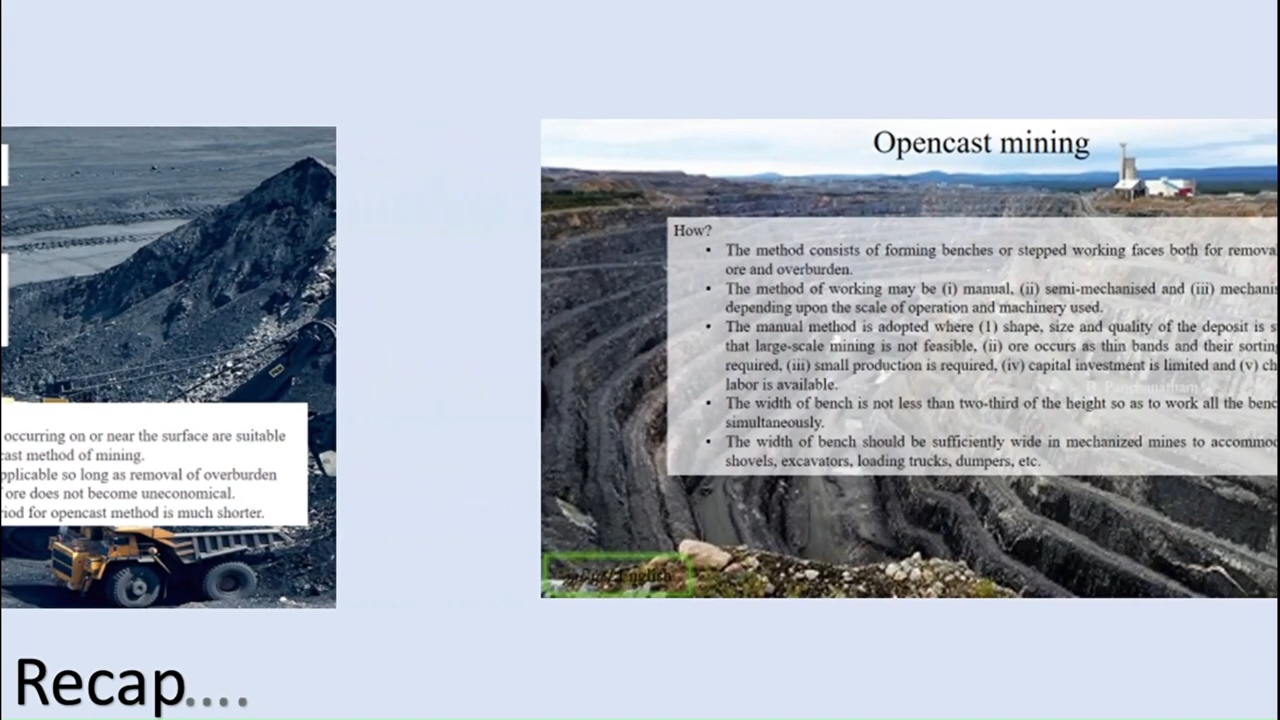 occurring on or near the surface are suitable
cast method of mining.
applicable so long as removal of overburden
ore does not become uneconomical.
period for opencast method is much shorter.
Opencast mining
How?
• The method consists of forming benches or stepped working faces both for remova
ore and overburden.
• The method of working may be (i) manual, (ii) semi-mechanised and (iii) mechanis
depending upon the scale of operation and machinery used.
• The manual method is adopted where (1) shape, size and quality of the deposit is s
that large-scale mining is not feasible, (ii) ore occurs as thin bands and their sorting
required, (iii) small production is required, (iv) capital investment is limited and (v) ch
labor is available.
• The width of bench is not less than two-third of the height so as to work all the benc
simultaneously.
• The width of bench should be sufficiently wide in mechanized mines to accommod
shovels, excavators, loading trucks, dumpers, etc.
English
Recap....